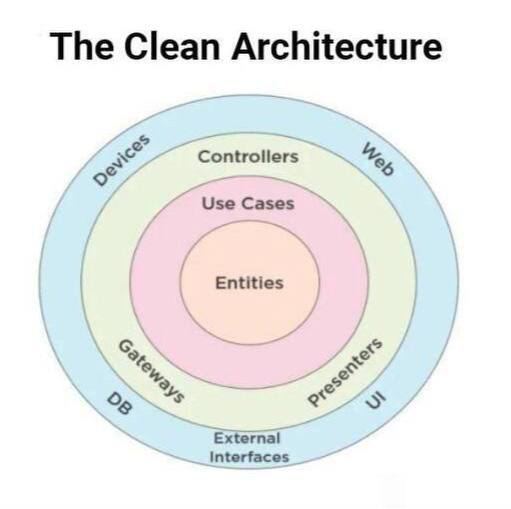 The Clean Architecture
Devices
Web
Controllers
Use Cases
Entities
Gateways
Presenters
DB
UI
External
Interfaces